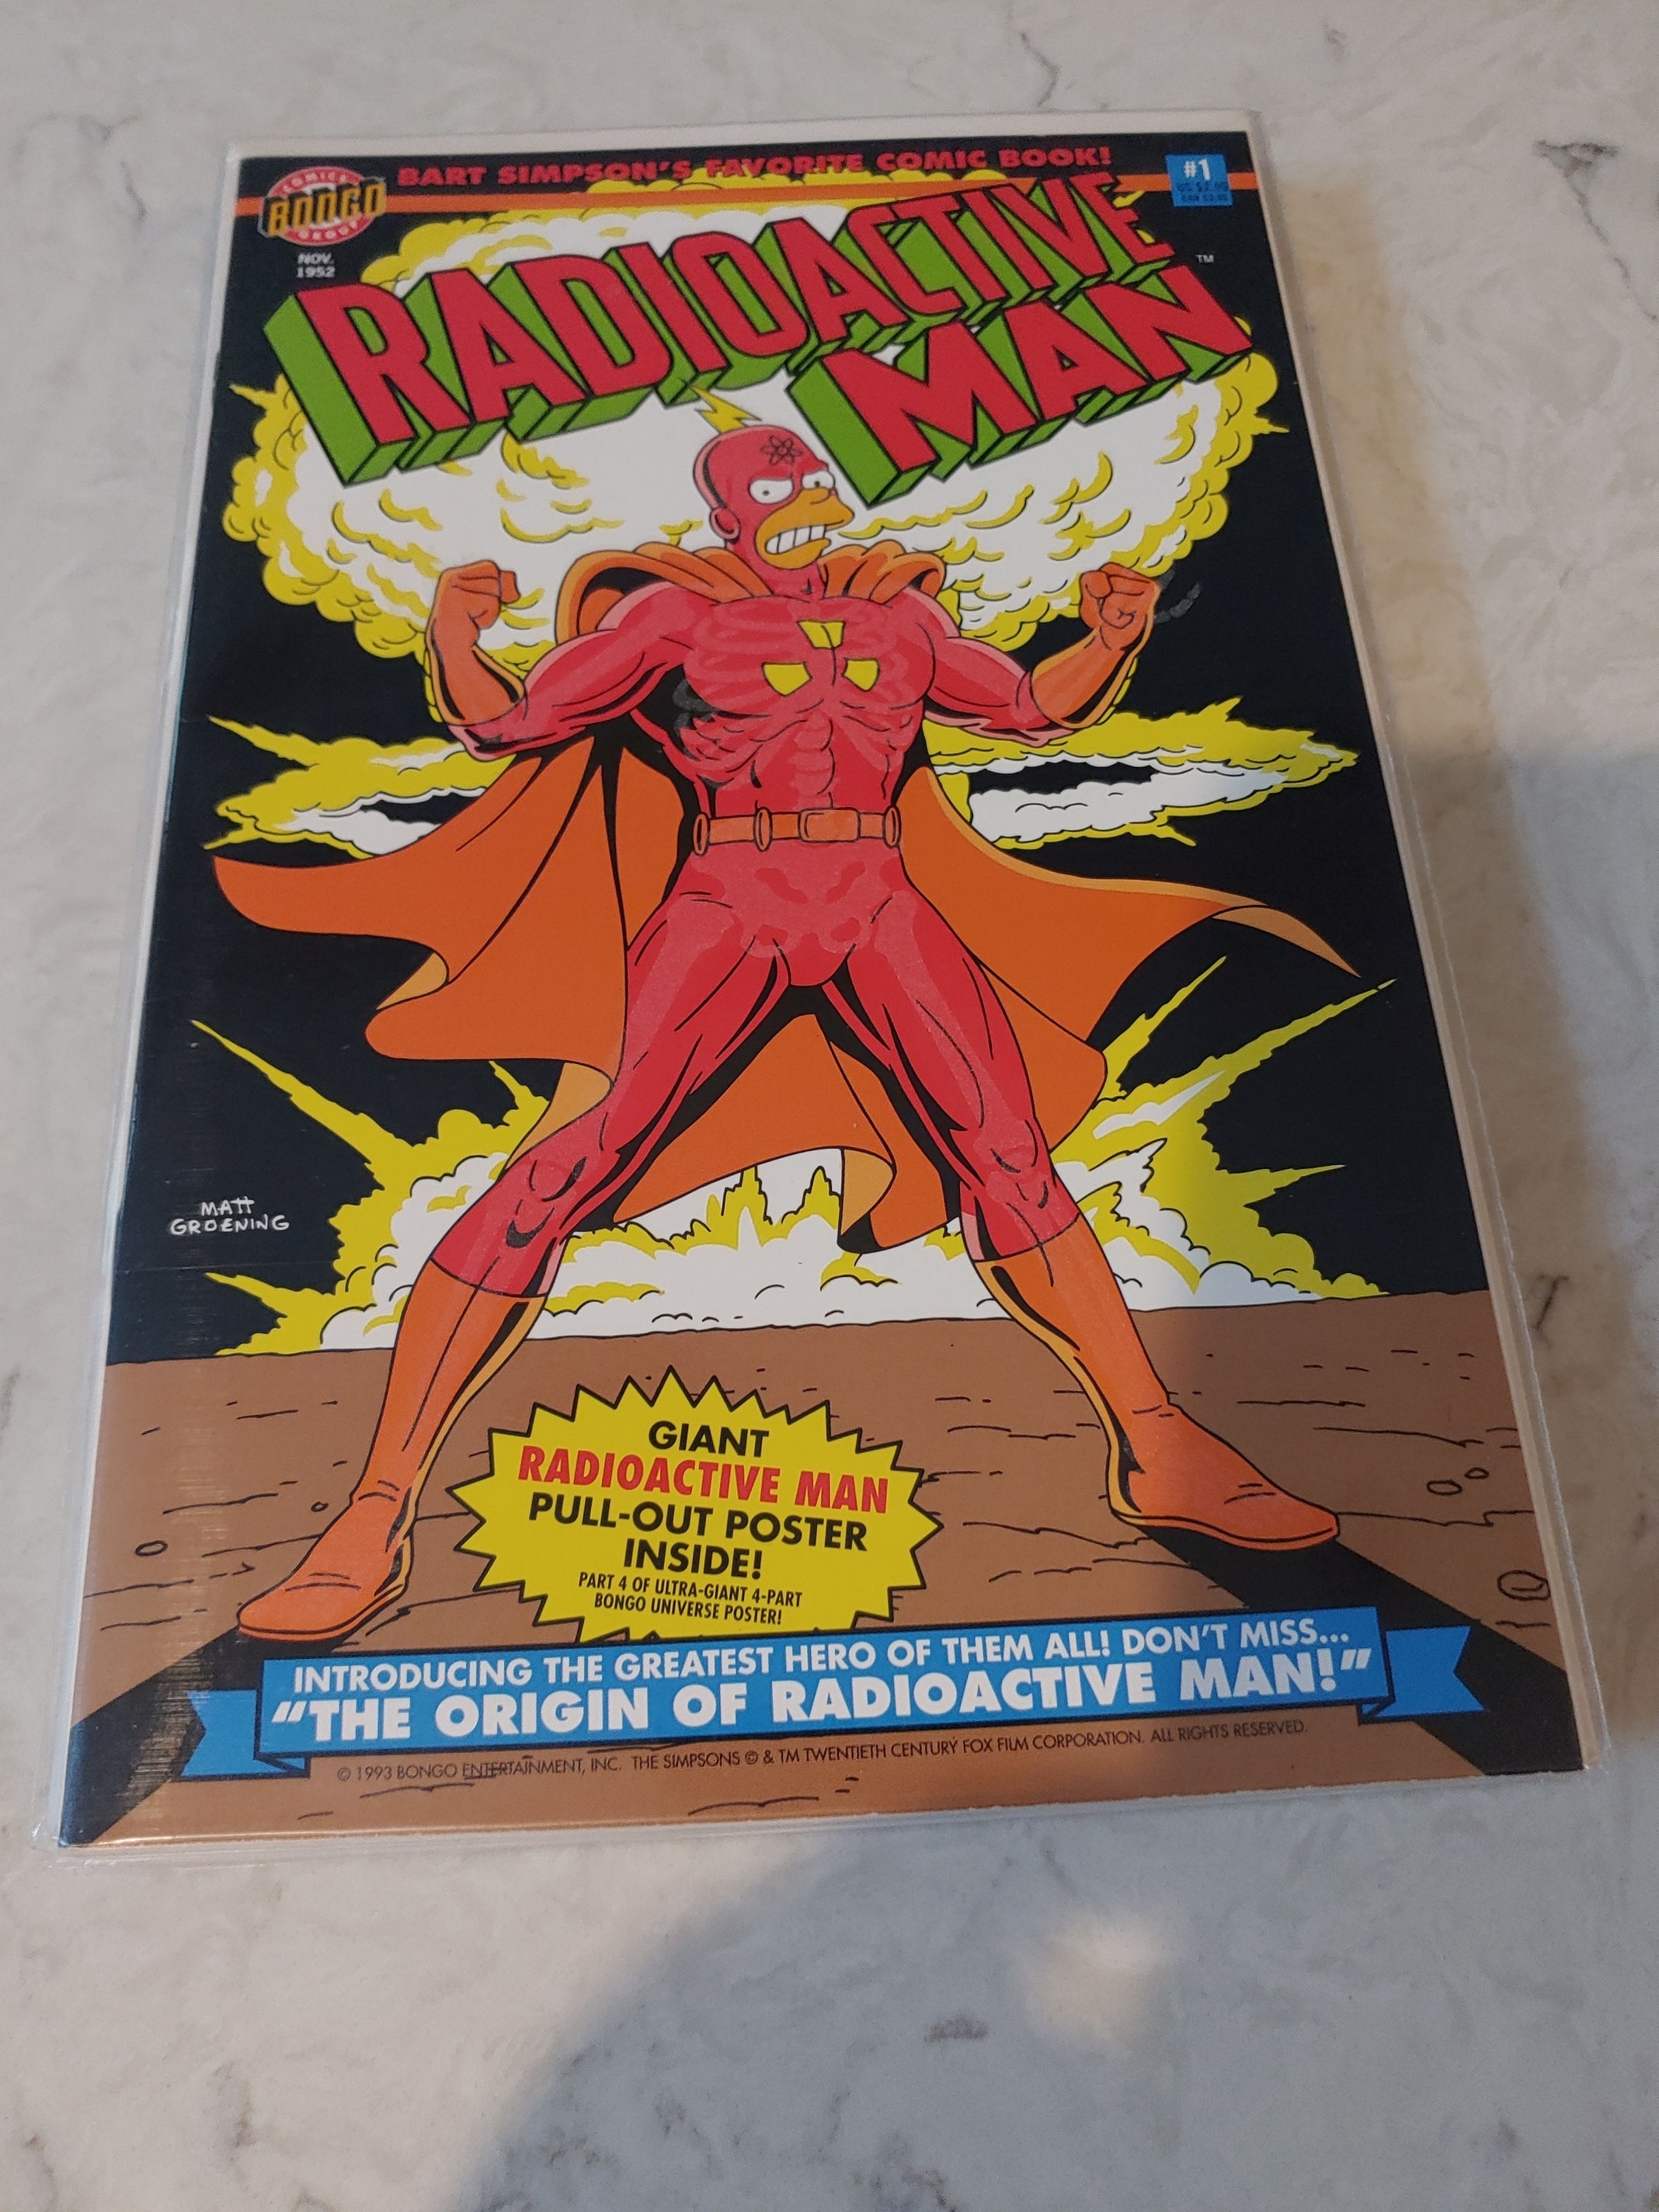 BART SIMPSON'S FAVORITE COMIC BOOK!
COMICS
BONGO
GROUP
#1
US $2.95
NOV.
1952
RADIOACTIVE
MAN
TM
MATT
GROENING
GIANT
RADIOACTIVE MAN
PULL-OUT POSTER
INSIDE!
PART 4 OF ULTRA-GIANT 4-PART
BONGO UNIVERSE POSTER!
INTRODUCING THE GREATEST HERO OF THEM ALL! DON'T MISS...
"THE ORIGIN OF RADIOACTIVE MAN!"
© 1993 BONGO ENTERTAINMENT, INC. THE SIMPSONS © & TM TWENTIETH CENTURY FOX FILM CORPORATION. ALL RIGHTS RESERVED.